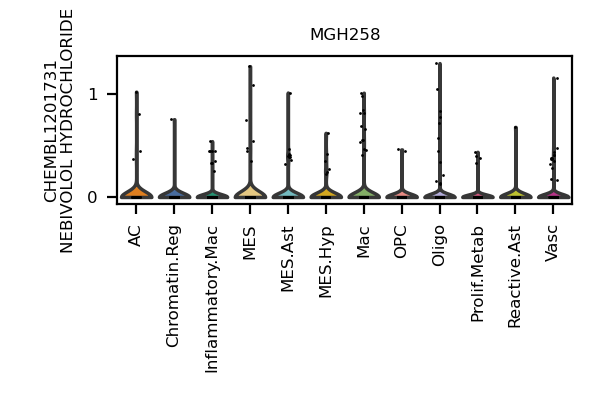 MGH258
CHEMBL1201731
NEBIVOLOL HYDROCHLORIDE
1
0
AC
Chromatin.Reg
Inflammatory.Mac
MES
MES.Ast
MES.Hyp
Mac
OPC
Oligo
Prolif.Metab
Reactive.Ast
Vasc